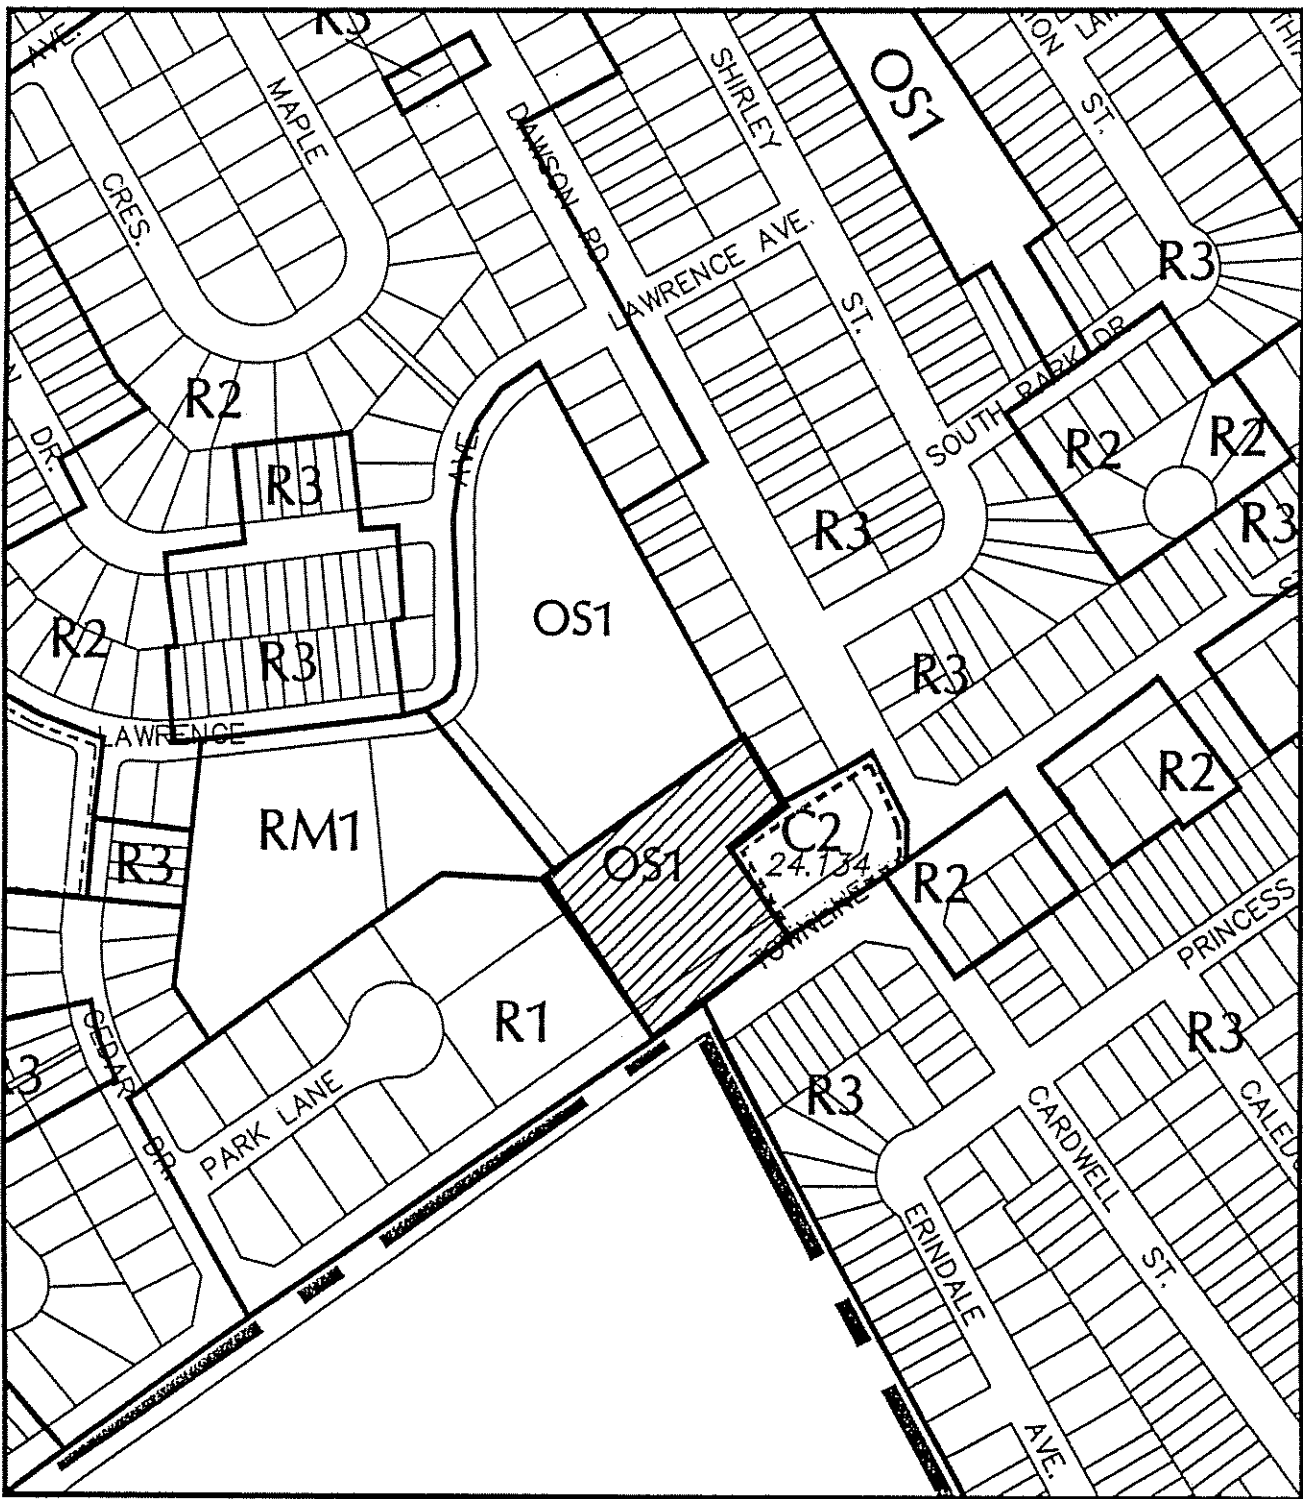 R3
AVE.
MAPLE
CRES.
DAWSON RD.
SHIRLEY
ST.
OS1
ST.
R3
LAWRENCE AVE.
SOUTH PARK DR.
R2
R3
AVE.
DR.
R2
R2
R3
R3
OS1
R2
R3
R3
LAWRENCE
RM1
R3
OS1
C2
24.134
TOWNLINE
R2
R2
PRINCESS
R1
R3
R3
CEDAR
DR.
PARK LANE
CARDWELL
ST.
ERINDALE
AVE.